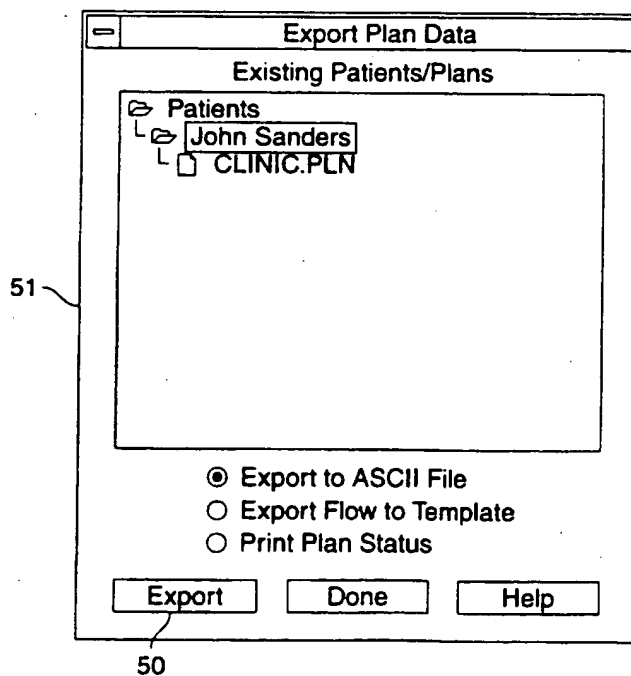 Export Plan Data
Existing Patients/Plans
Patients
John Sanders
CLINIC.PLN
51
Export to ASCII File
Export Flow to Template
Print Plan Status
Export Done Help
50